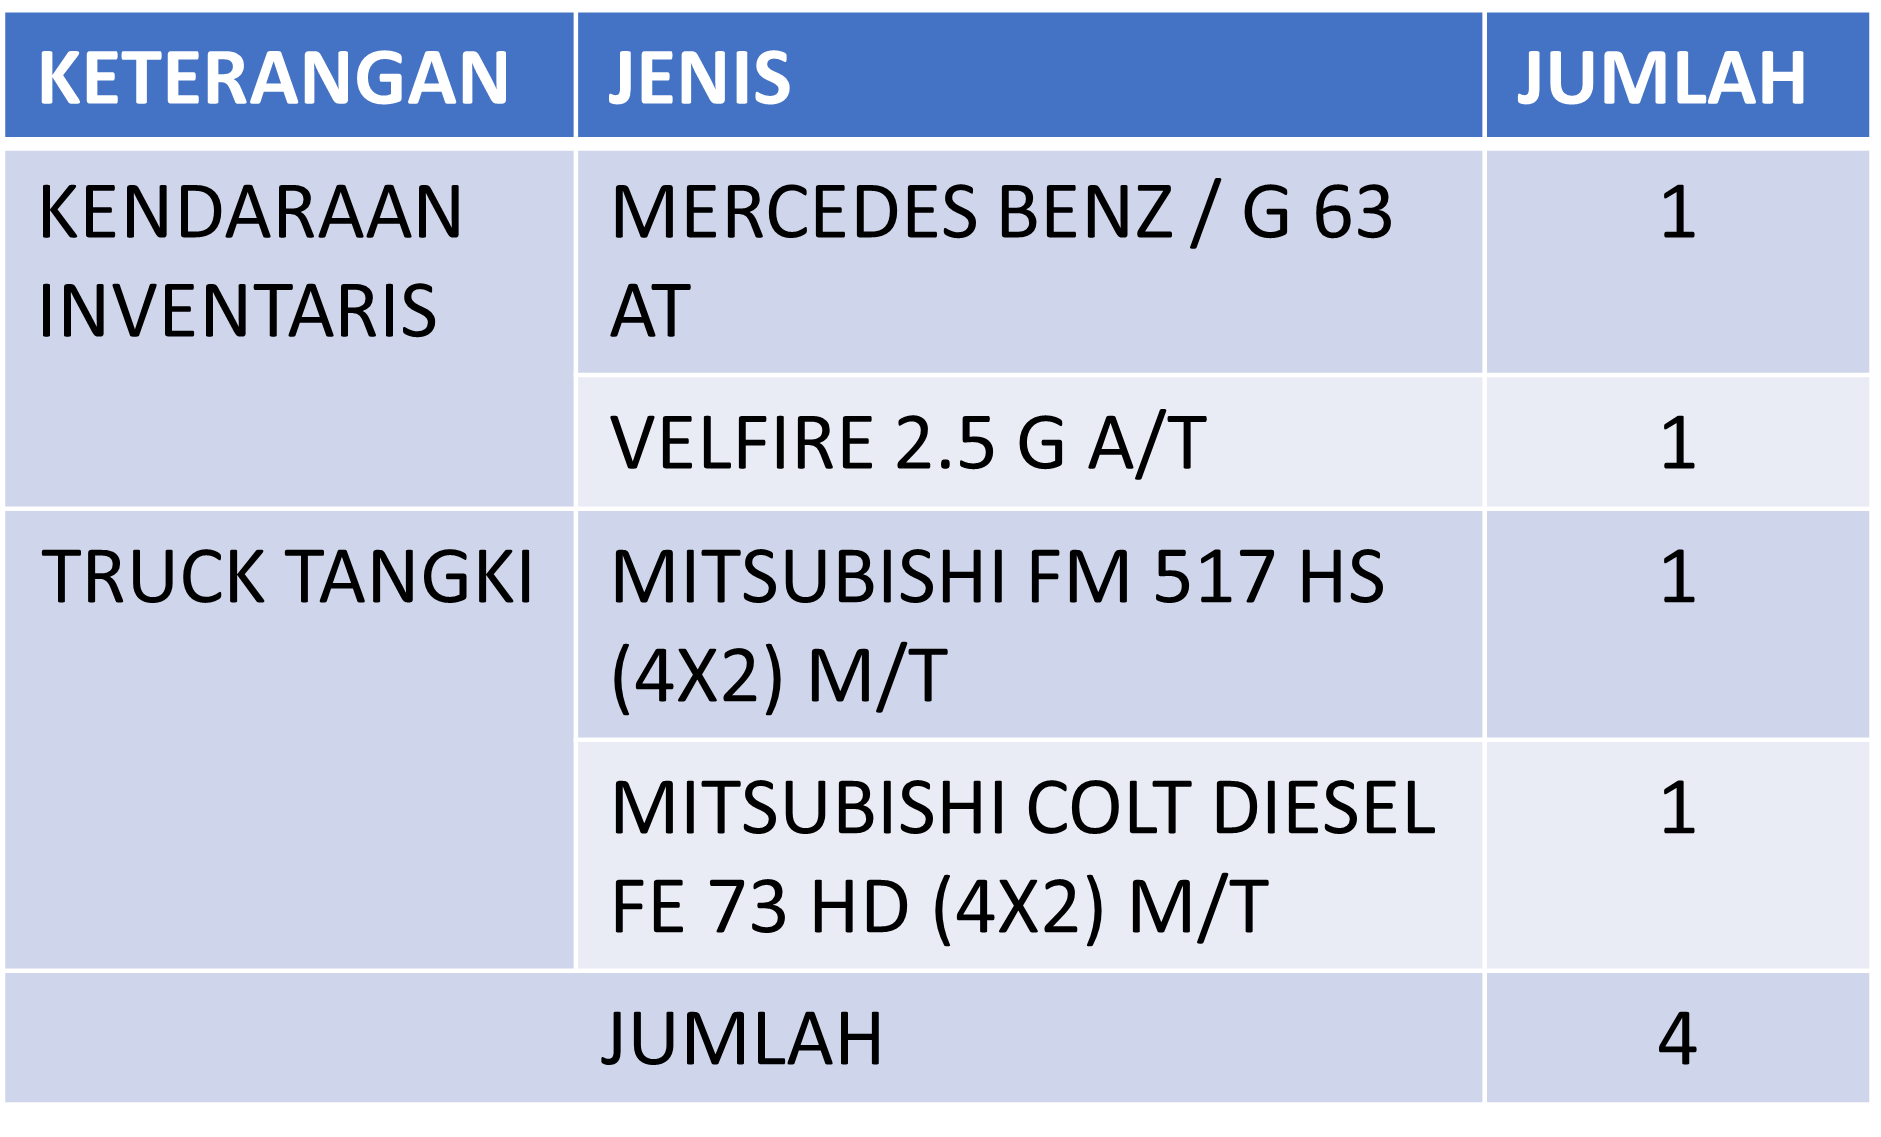 KETERANGAN JENIS JUMLAH
KENDARAAN MERCEDES BENZ / G 63 1
INVENTARIS AT
VELFIRE 2.5 G A/T 1
TRUCK TANGKI MITSUBISHI FM 517 HS 1
(4X2) M/T
MITSUBISHI COLT DIESEL 1
FE 73 HD (4X2) M/T
JUMLAH 4